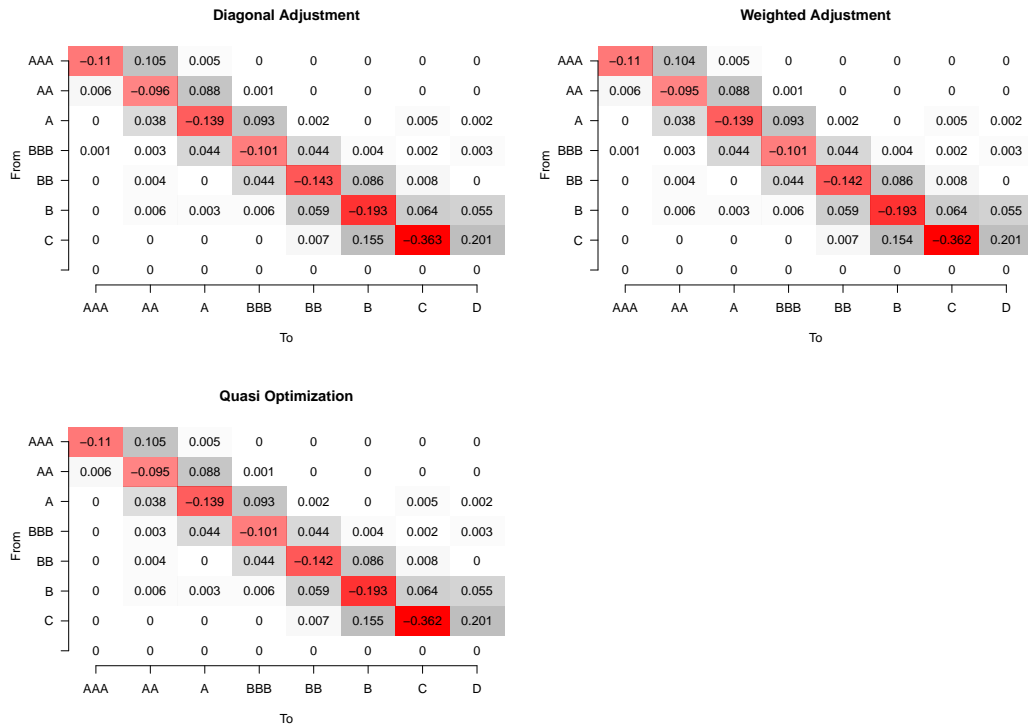 Diagonal Adjustment
AAA −0.11 0.105 0.005 0 0 0 0 0
AA 0.006 −0.096 0.088 0.001 0 0 0 0
A 0 0.038 −0.139 0.093 0.002 0 0.005 0.002
BBB 0.001 0.003 0.044 −0.101 0.044 0.004 0.002 0.003
BB 0 0.004 0 0.044 −0.143 0.086 0.008 0
B 0 0.006 0.003 0.006 0.059 −0.193 0.064 0.055
C 0 0 0 0 0.007 0.155 −0.363 0.201
0 0 0 0 0 0 0 0
From
AAA AA A BBB BB B C D
To
Weighted Adjustment
AAA −0.11 0.104 0.005 0 0 0 0 0
AA 0.006 −0.095 0.088 0.001 0 0 0 0
A 0 0.038 −0.139 0.093 0.002 0 0.005 0.002
BBB 0.001 0.003 0.044 −0.101 0.044 0.004 0.002 0.003
BB 0 0.004 0 0.044 −0.142 0.086 0.008 0
B 0 0.006 0.003 0.006 0.059 −0.193 0.064 0.055
C 0 0 0 0 0.007 0.154 −0.362 0.201
0 0 0 0 0 0 0 0
From
AAA AA A BBB BB B C D
To
Quasi Optimization
AAA −0.11 0.105 0.005 0 0 0 0 0
AA 0.006 −0.095 0.088 0.001 0 0 0 0
A 0 0.038 −0.139 0.093 0.002 0 0.005 0.002
BBB 0 0.003 0.044 −0.101 0.044 0.004 0.002 0.003
BB 0 0.004 0 0.044 −0.142 0.086 0.008 0
B 0 0.006 0.003 0.006 0.059 −0.193 0.064 0.055
C 0 0 0 0 0.007 0.155 −0.362 0.201
0 0 0 0 0 0 0 0
From
AAA AA A BBB BB B C D
To